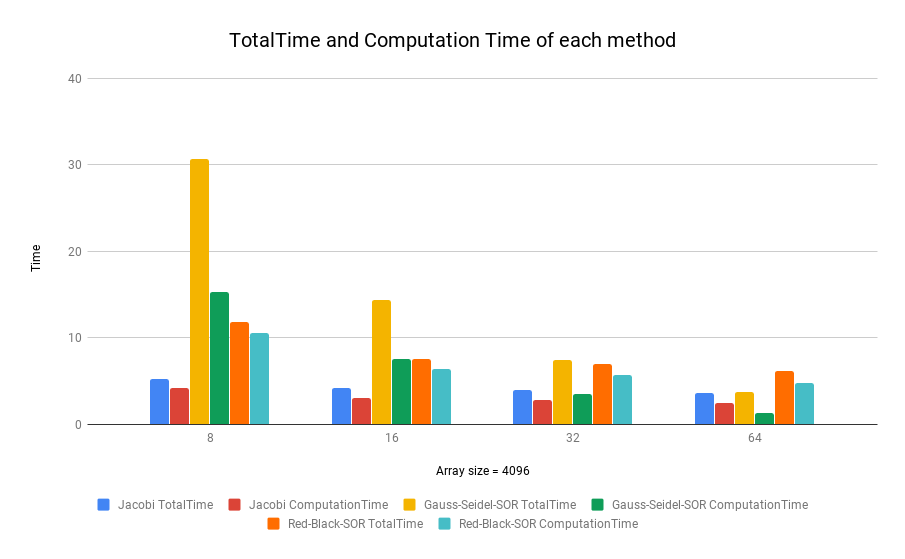 TotalTime and Computation Time of each method
40
30
20
10
0
Time
8 16 32 64
Array size = 4096
Jacobi TotalTime Jacobi ComputationTime Gauss-Seidel-SOR TotalTime Gauss-Seidel-SOR ComputationTime
Red-Black-SOR TotalTime Red-Black-SOR ComputationTime